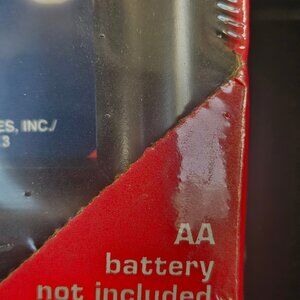 ES, INC./
3
AA
battery
not included